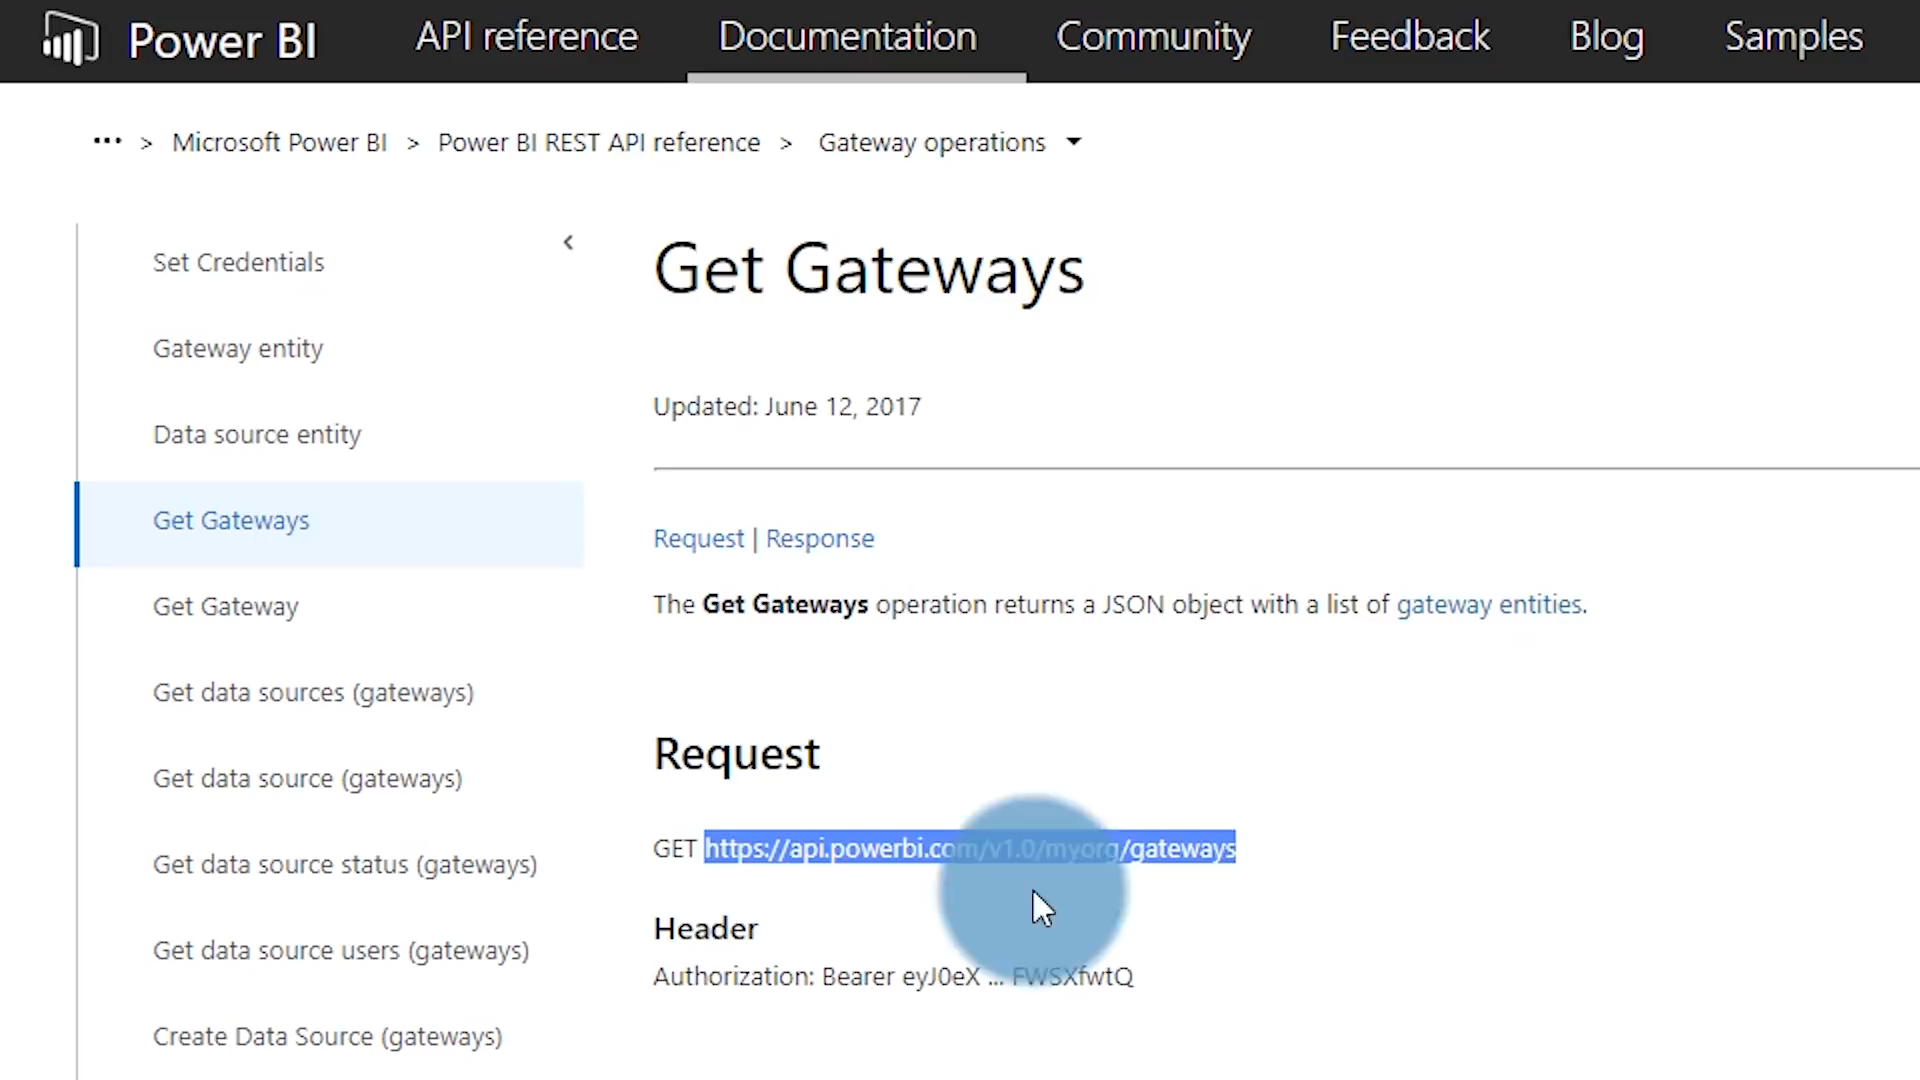 Power BI
API reference
Documentation
Community
Feedback
Blog
Samples
... > Microsoft Power BI > Power BI REST API reference > Gateway operations
Set Credentials
Gateway entity
Data source entity
Get Gateways
Get Gateway
Get data sources (gateways)
Get data source (gateways)
Get data source status (gateways)
Get data source users (gateways)
Create Data Source (gateways)
Get Gateways
Updated: June 12, 2017
Request | Response
The Get Gateways operation returns a JSON object with a list of gateway entities.
Request
GET https://api.powerbi.com/v1.0/myorg/gateways
Header
Authorization: Bearer eyJ0eX ... FWSXfwtQ